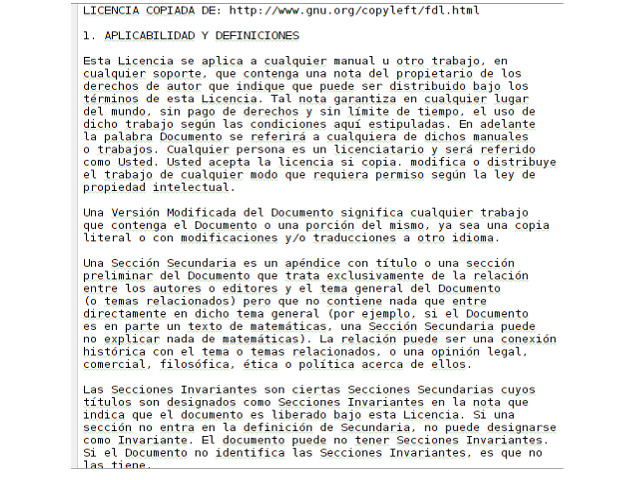 LICENCIA COPIADA DE: http://www.gnu.org/copyleft/fdl.html
1. APLICABILIDAD Y DEFINICIONES
Esta Licencia se aplica a cualquier manual u otro trabajo, en
cualquier soporte, que contenga una nota del propietario de los
derechos de autor que indique que puede ser distribuido bajo los
términos de esta Licencia. Tal nota garantiza en cualquier lugar
del mundo, sin pago de derechos y sin límite de tiempo, el uso de
dicho trabajo según las condiciones aquí estipuladas. En adelante
la palabra Documento se referirá a cualquiera de dichos manuales
o trabajos. Cualquier persona es un licenciatario y será referido
como Usted. Usted acepta la licencia si copia. modifica o distribuye
el trabajo de cualquier modo que requiera permiso según la ley de
propiedad intelectual.
Una Versión Modificada del Documento significa cualquier trabajo
que contenga el Documento o una porción del mismo, ya sea una copia
literal o con modificaciones y/o traducciones a otro idioma.
Una Sección Secundaria es un apéndice con título o una sección
preliminar del Documento que trata exclusivamente de la relación
entre los autores o editores y el tema general del Documento
(o temas relacionados) pero que no contiene nada que entre
directamente en dicho tema general (por ejemplo, si el Documento
es en parte un texto de matemáticas, una Sección Secundaria puede
no explicar nada de matemáticas). La relación puede ser una conexión
histórica con el tema o temas relacionados, o una opinión legal,
comercial, filosófica, ética o política acerca de ellos.
Las Secciones Invariantes son ciertas Secciones Secundarias cuyos
títulos son designados como Secciones Invariantes en la nota que
indica que el documento es liberado bajo esta Licencia. Si una
sección no entra en la definición de Secundaria, no puede designarse
como Invariante. El documento puede no tener Secciones Invariantes.
Si el Documento no identifica las Secciones Invariantes, es que no
las tiene.